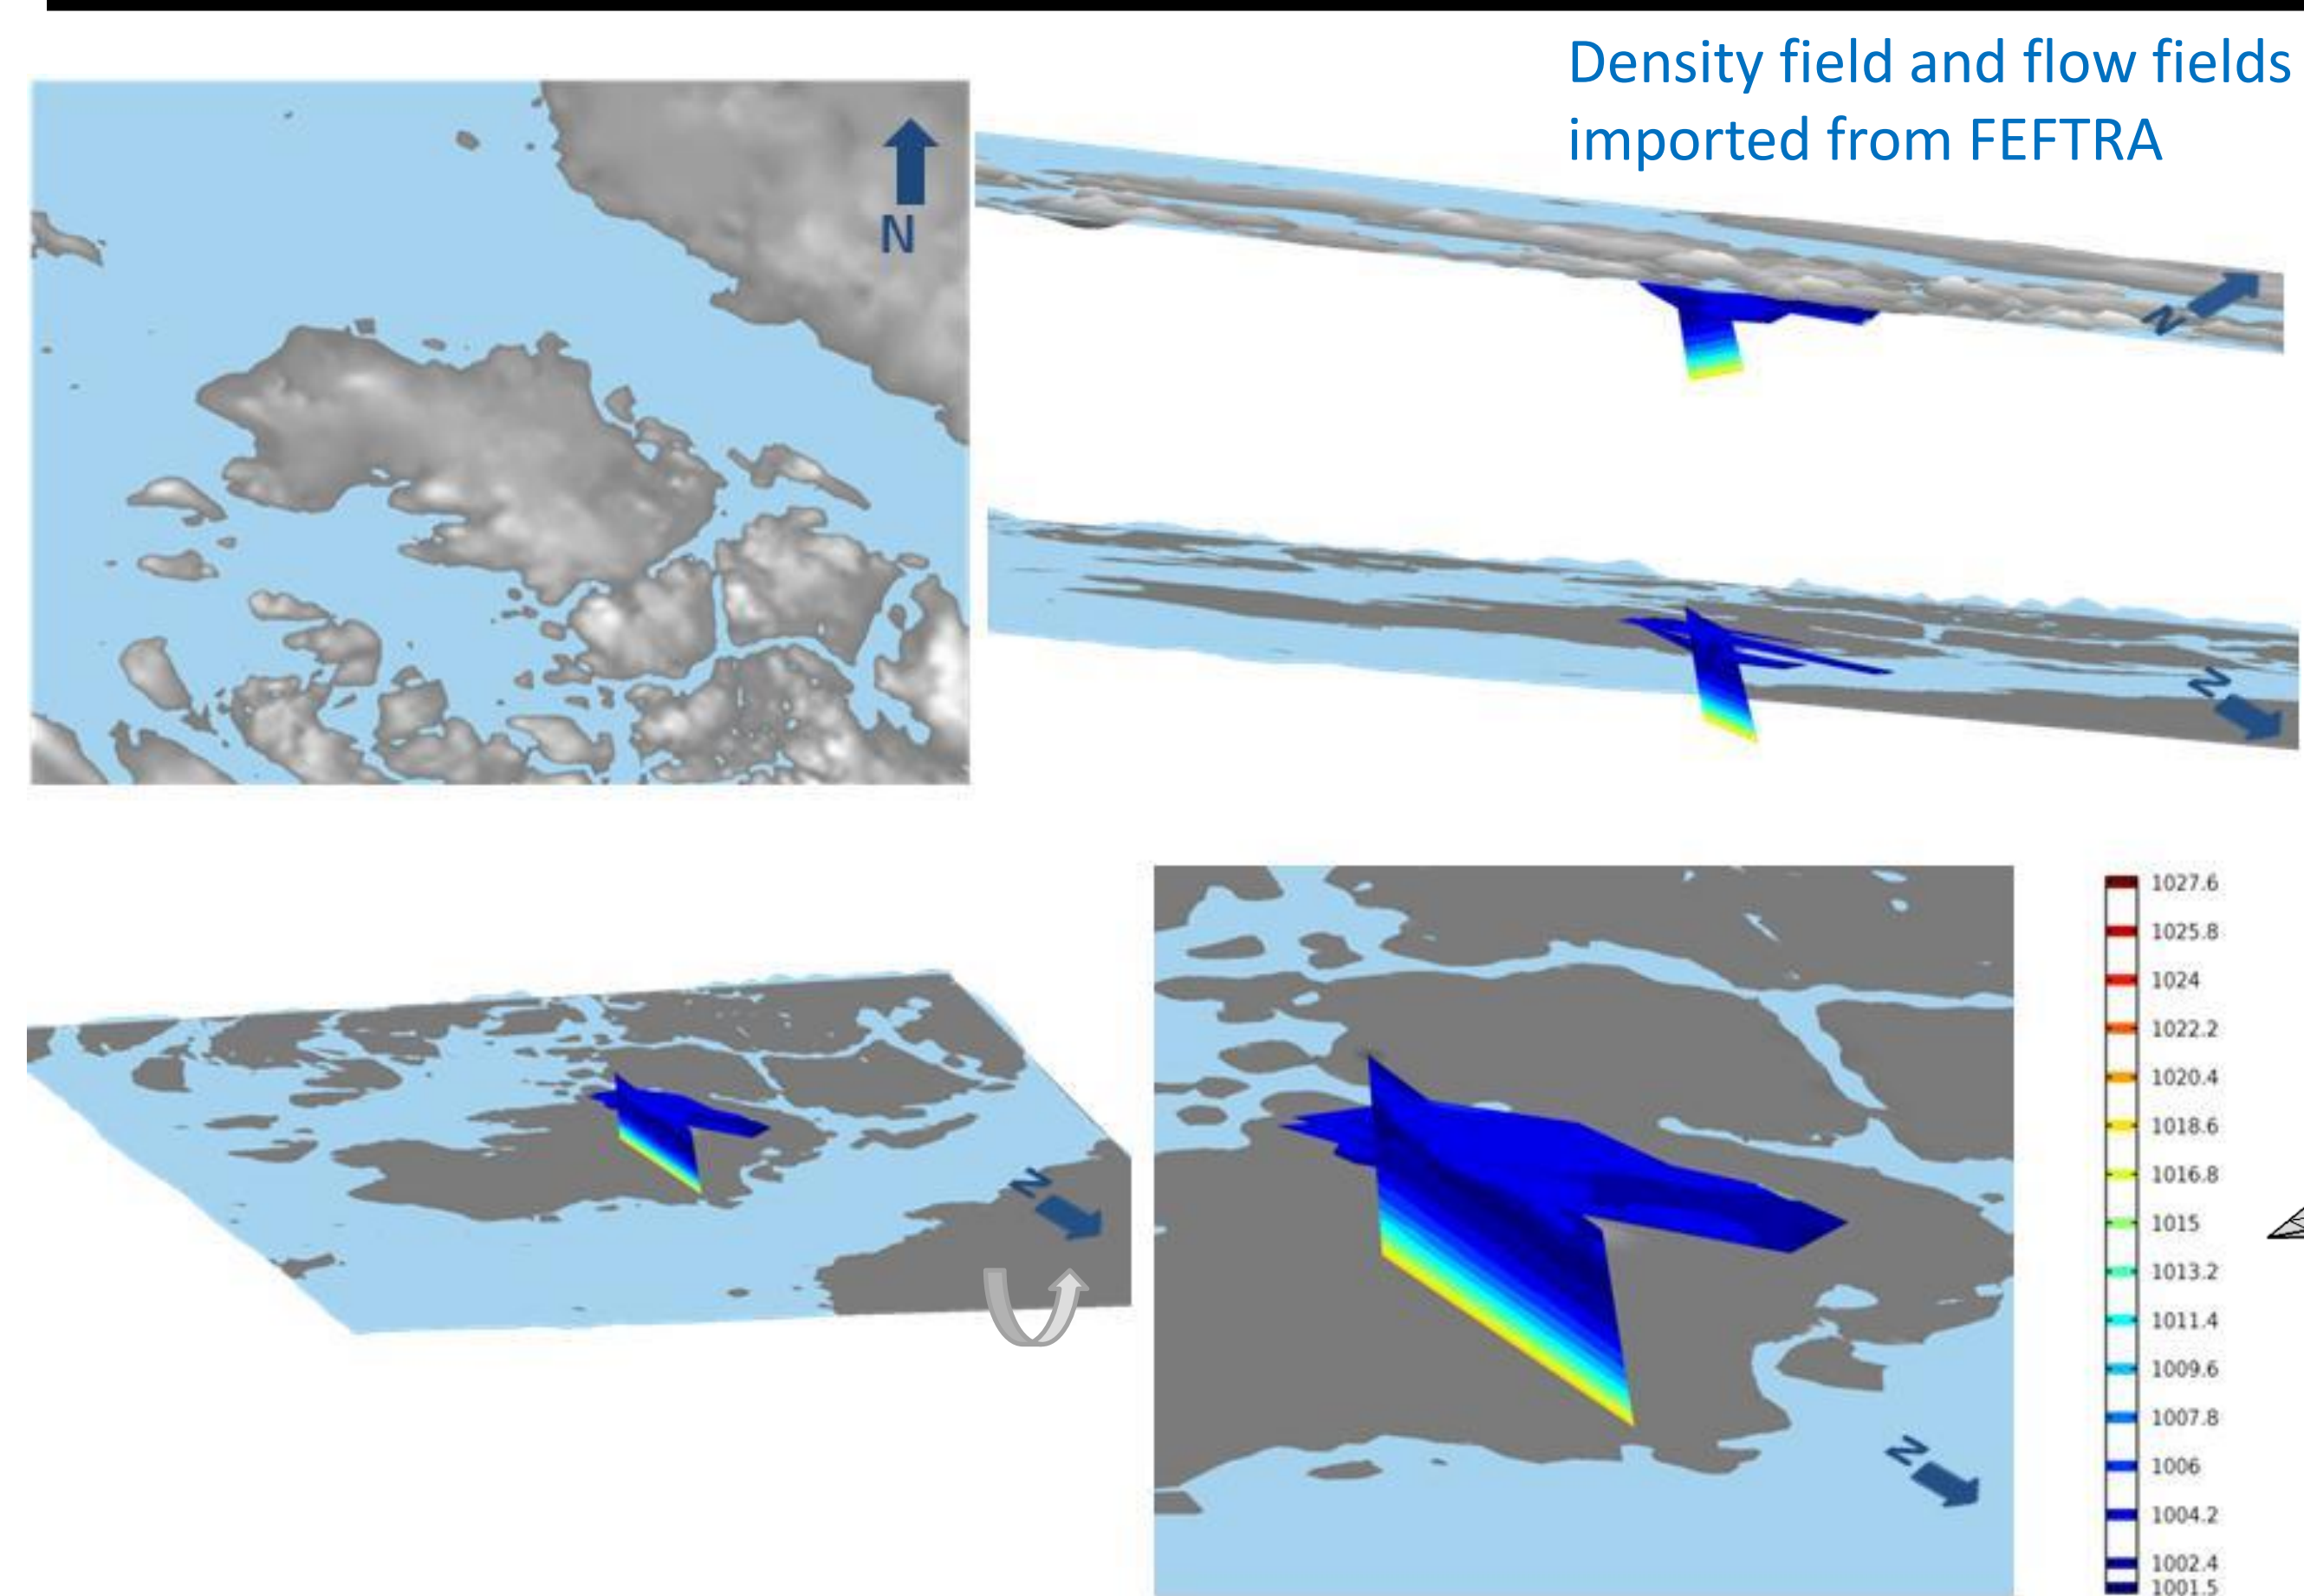 Density field and flow fields
imported from FEFTRA
N
N
N
N
N
1027.6
1025.8
1024
1022.2
1020.4
1018.6
1016.8
1015
1013.2
1011.4
1009.6
1007.8
1006
1004.2
1002.4
1001.5